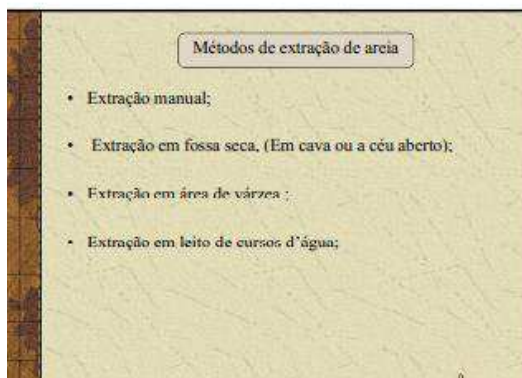 Métodos de extração de areia
• Extração manual;
• Extração em fossa seca, (Em cava ou a céu aberto);
• Extração em área de várzea ;
• Extração em leito de cursos d'água;